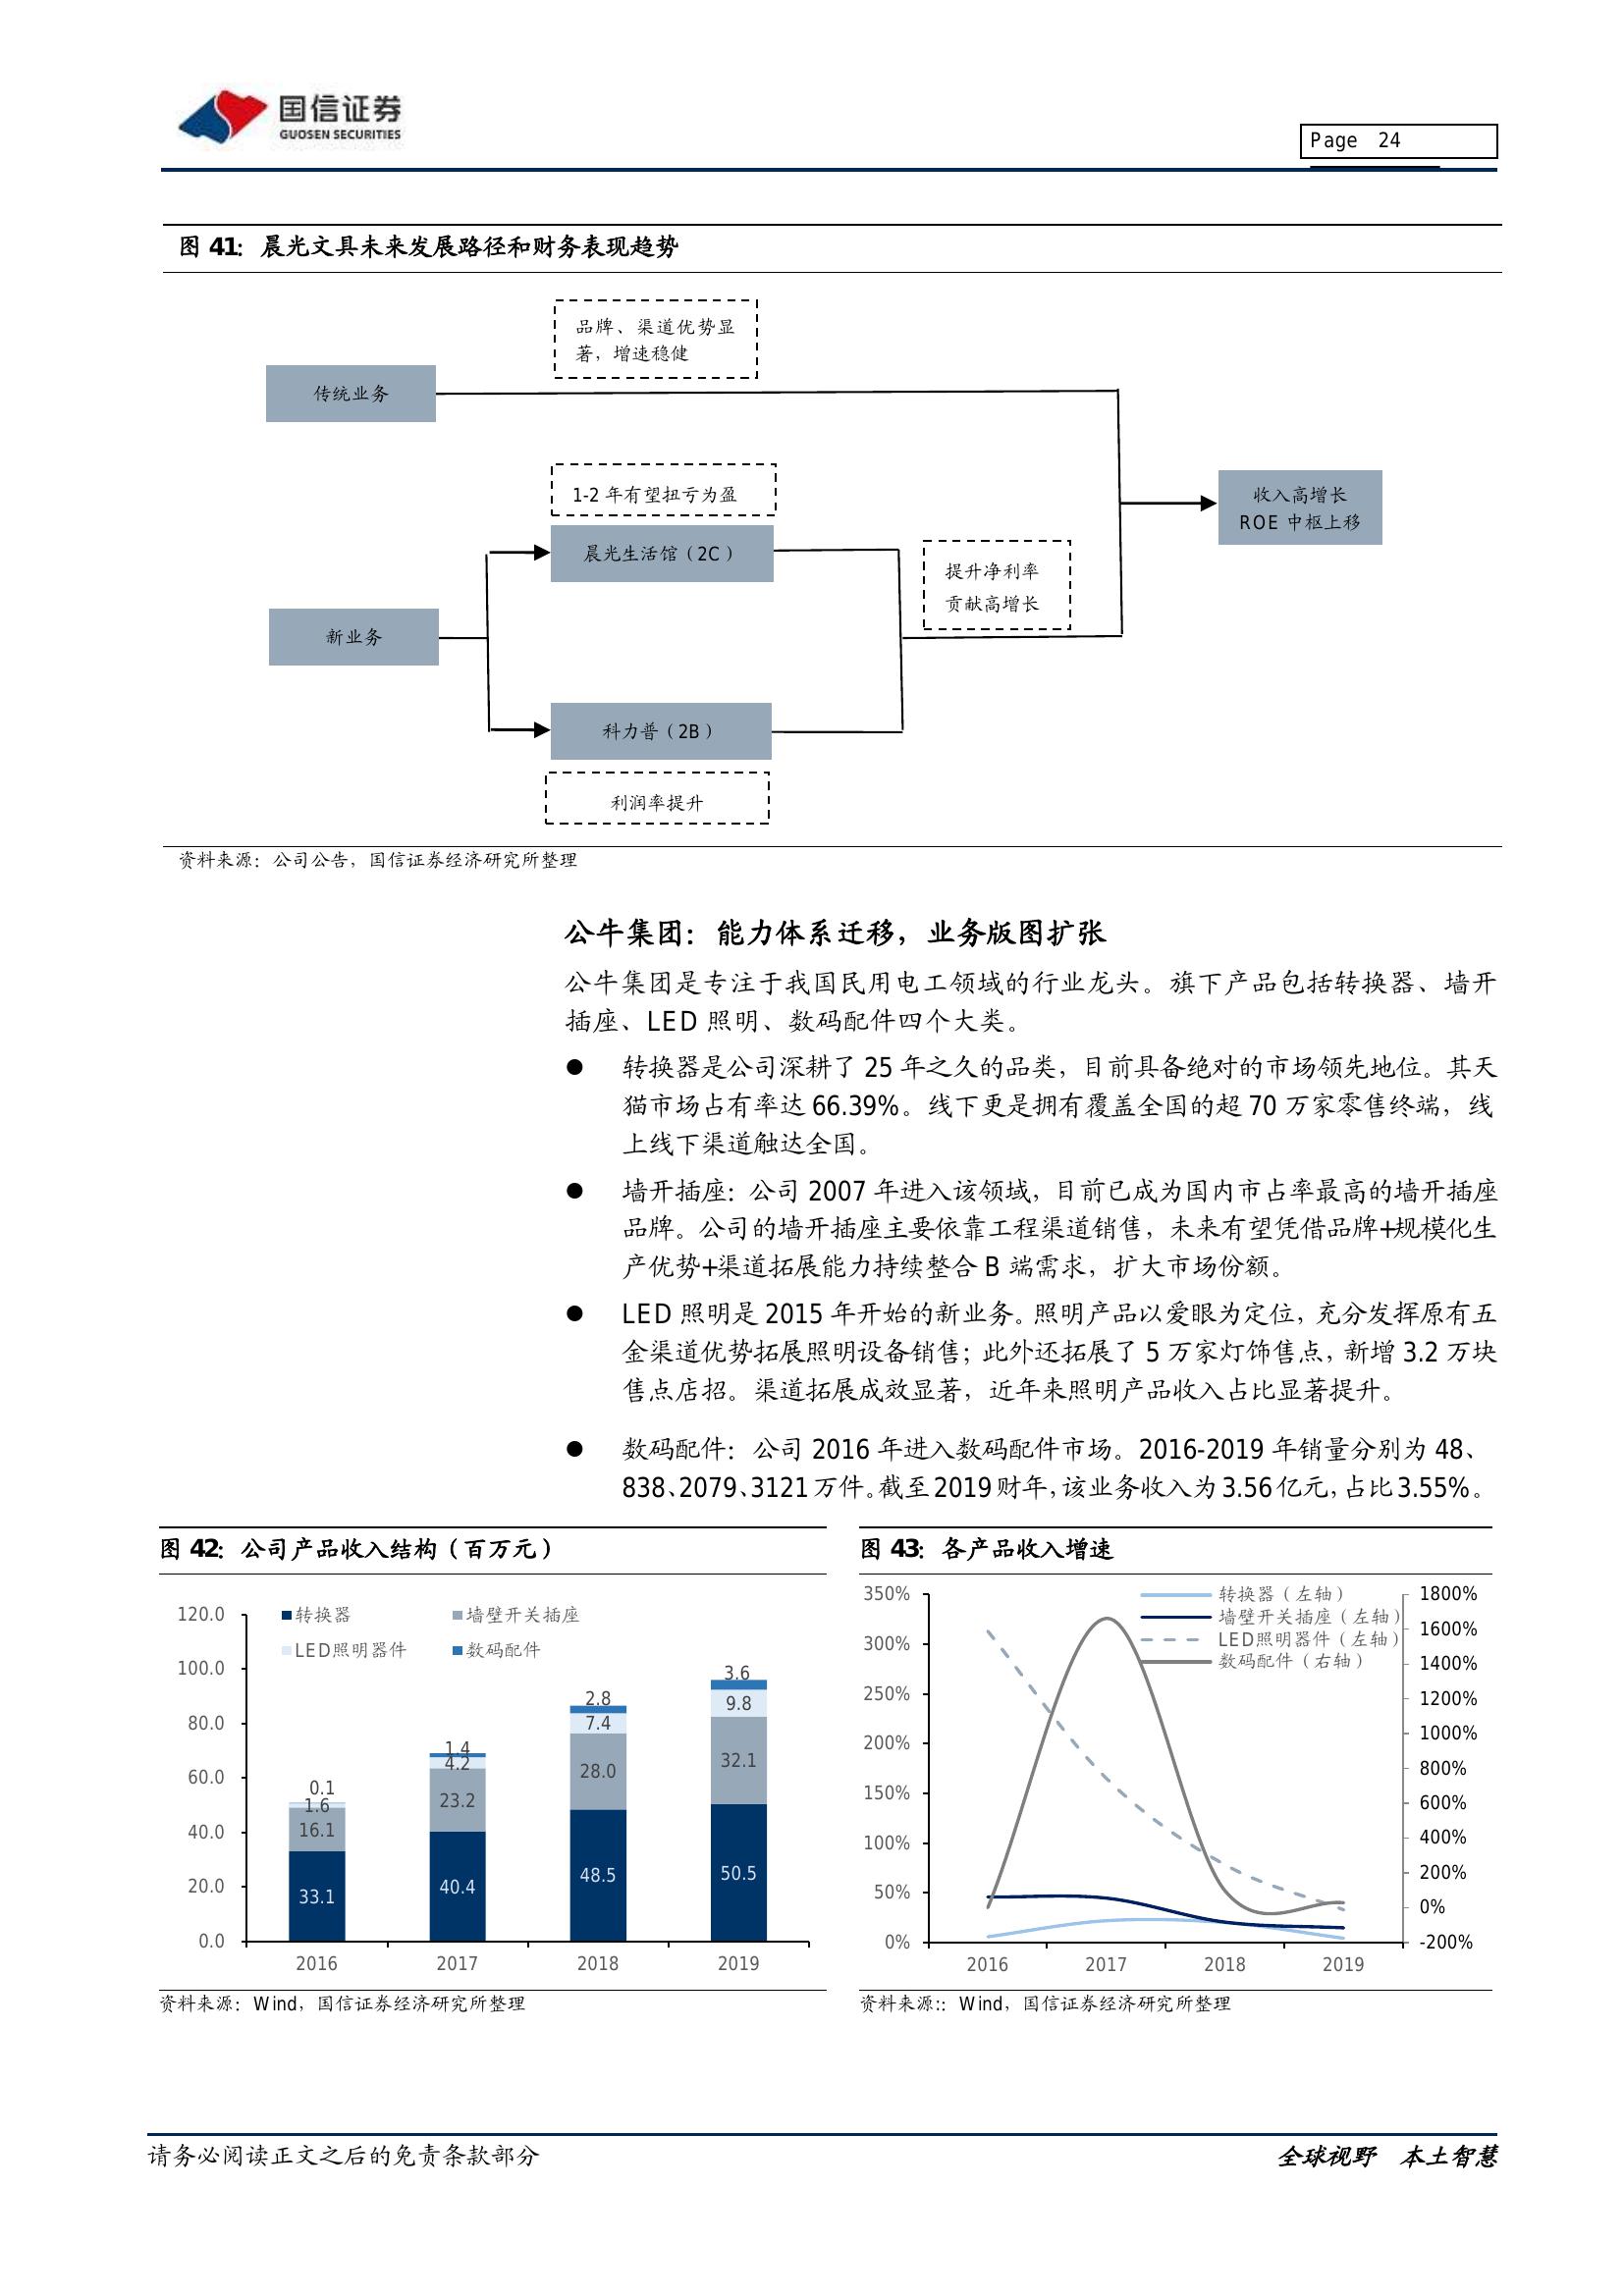 国信证券
GUOSEN SECURITIES
Page 24
图 41：晨光文具未来发展路径和财务表现趋势
品牌、渠道优势显
著，增速稳健
传统业务
1-2 年有望扭亏为盈
收入高增长
ROE 中枢上移
晨光生活馆（2C）
提升净利率
贡献高增长
新业务
科力普（2B）
利润率提升
资料来源：公司公告，国信证券经济研究所整理
公牛集团：能力体系迁移，业务版图扩张
公牛集团是专注于我国民用电工领域的行业龙头。旗下产品包括转换器、墙开
插座、LED 照明、数码配件四个大类。
● 转换器是公司深耕了 25 年之久的品类，目前具备绝对的市场领先地位。其天
猫市场占有率达 66.39%。线下更是拥有覆盖全国的超 70 万家零售终端，线
上线下渠道触达全国。
● 墙开插座：公司 2007 年进入该领域，目前已成为国内市占率最高的墙开插座
品牌。公司的墙开插座主要依靠工程渠道销售，未来有望凭借品牌+规模化生
产优势+渠道拓展能力持续整合 B 端需求，扩大市场份额。
● LED 照明是 2015 年开始的新业务。照明产品以爱眼为定位，充分发挥原有五
金渠道优势拓展照明设备销售；此外还拓展了 5 万家灯饰售点，新增 3.2 万块
售点店招。渠道拓展成效显著，近年来照明产品收入占比显著提升。
● 数码配件：公司 2016 年进入数码配件市场。2016-2019 年销量分别为 48、
838、2079、3121 万件。截至 2019 财年，该业务收入为 3.56 亿元，占比 3.55%。
图 42：公司产品收入结构（百万元）
120.0
100.0
80.0
60.0
40.0
20.0
0.0
转换器
墙壁开关插座
LED照明器件
数码配件
0.1
1.6
16.1
33.1
1.4
4.2
23.2
40.4
2.8
7.4
28.0
48.5
3.6
9.8
32.1
50.5
2016 2017 2018 2019
资料来源：Wind，国信证券经济研究所整理
图 43：各产品收入增速
350%
300%
250%
200%
150%
100%
50%
0%
转换器（左轴）
墙壁开关插座（左轴）
LED照明器件（左轴）
数码配件（右轴）
1800%
1600%
1400%
1200%
1000%
800%
600%
400%
200%
0%
-200%
2016 2017 2018 2019
资料来源:：Wind，国信证券经济研究所整理
请务必阅读正文之后的免责条款部分
全球视野 本土智慧